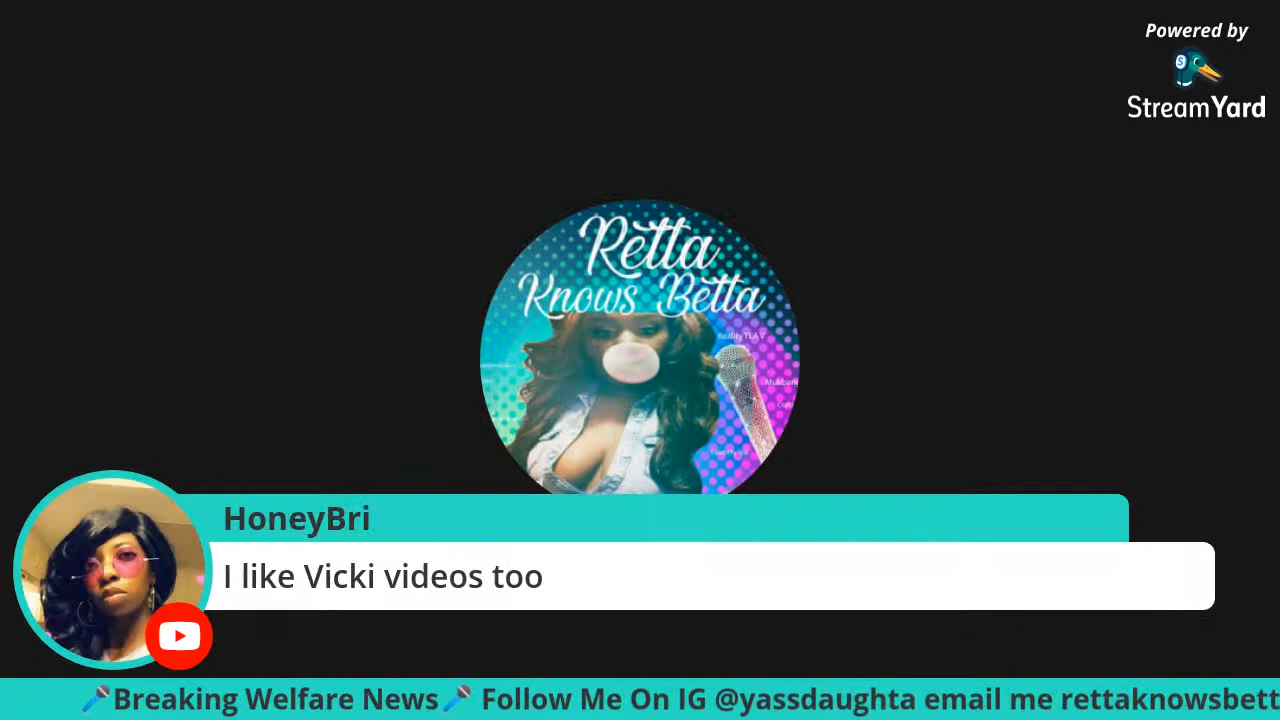 Powered by
StreamYard
Retta
Knows Betta
HoneyBri
I like Vicki videos too
🎤Breaking Welfare News🎤 Follow Me On IG @yassdaughta email me rettaknowsbett